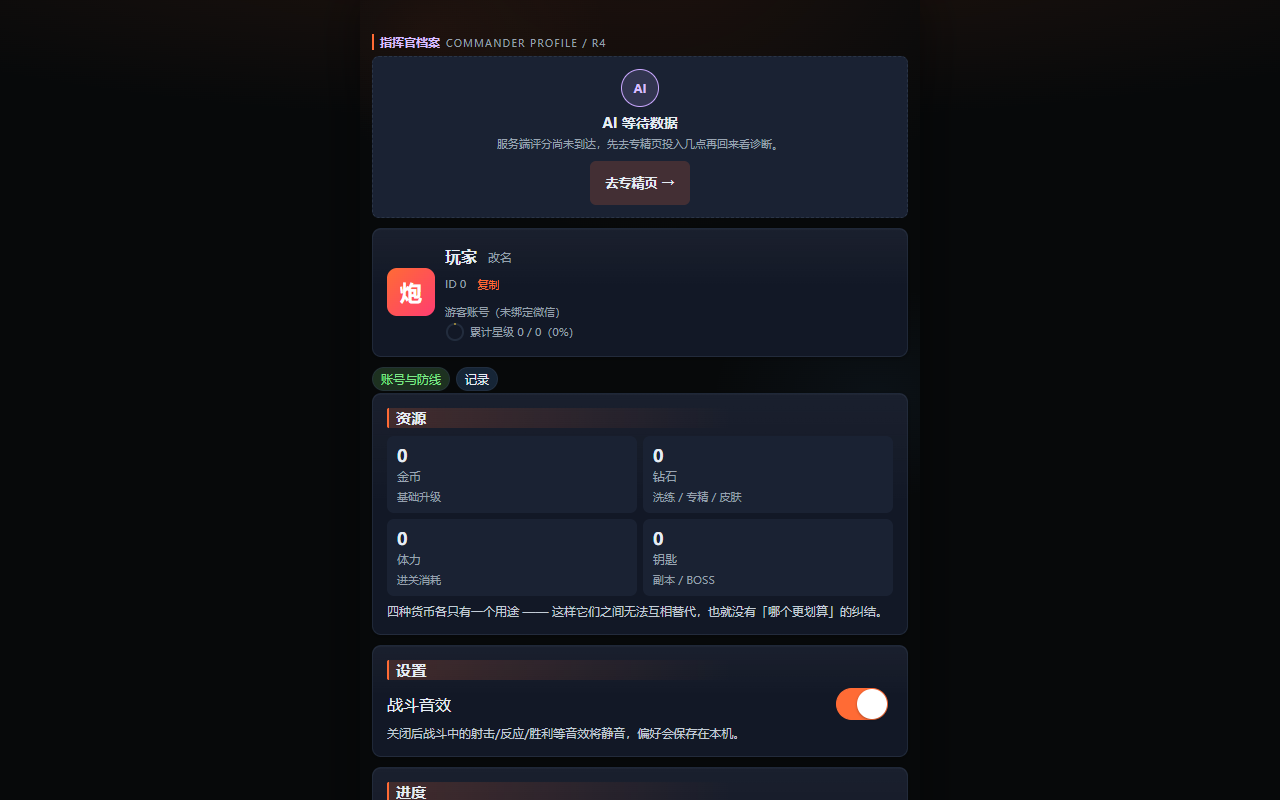 指挥官档案 COMMANDER PROFILE / R4
AI
AI 等待数据
服务端评分尚未到达，先去专精页投入几点再回来看诊断。
去专精页 →
炮
玩家 改名
ID 0 复制
游客账号（未绑定微信）
累计星级 0 / 0（0%）
账号与防线 记录
资源
0
金币
基础升级
0
钻石
洗练 / 专精 / 皮肤
0
体力
进关消耗
0
钥匙
副本 / BOSS
四种货币各只有一个用途 —— 这样它们之间无法互相替代，也就没有「哪个更划算」的纠结。
设置
战斗音效
关闭后战斗中的射击/反应/胜利等音效将静音，偏好会保存在本机。
进度